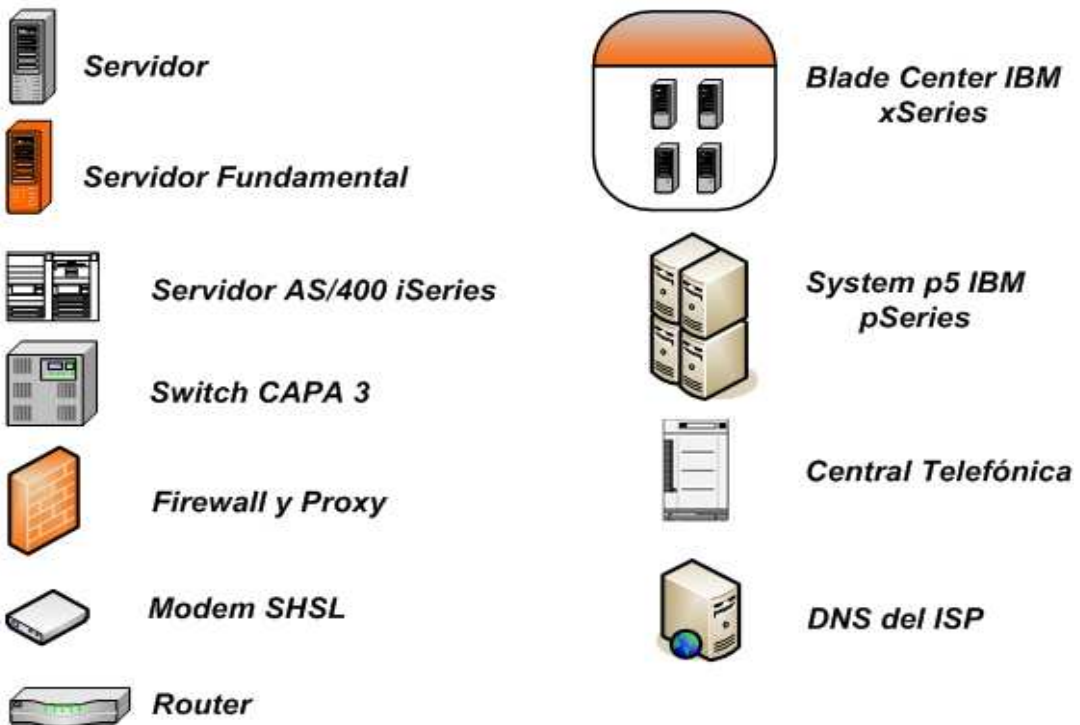 Servidor
Servidor Fundamental
Servidor AS/400 iSeries
Switch CAPA 3
Firewall y Proxy
Modem SHSL
Router
Blade Center IBM
xSeries
System p5 IBM
pSeries
Central Telefónica
DNS del ISP